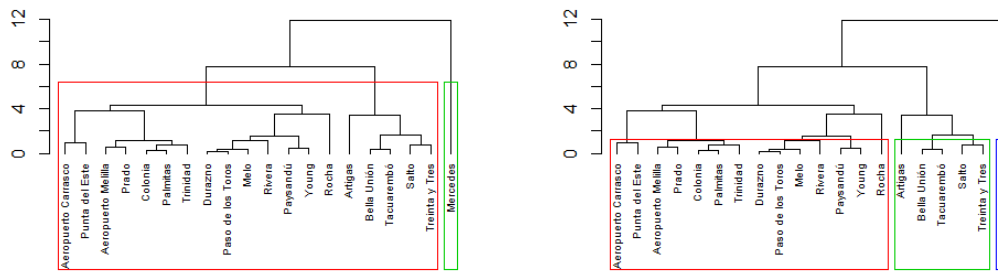 12
8
4
0
Aeropuerto Carrasco
Punta del Este
Aeropuerto Melilla
Prado
Colonia
Palmitas
Trinidad
Durazno
Paso de los Toros
Melo
Rivera
Paysandú
Young
Rocha
Artigas
Bella Unión
Tacuarembó
Salto
Treinta y Tres
Mercedes
12
8
4
0
Aeropuerto Carrasco
Punta del Este
Aeropuerto Melilla
Prado
Colonia
Palmitas
Trinidad
Durazno
Paso de los Toros
Melo
Rivera
Paysandú
Young
Rocha
Artigas
Bella Unión
Tacuarembó
Salto
Treinta y Tres